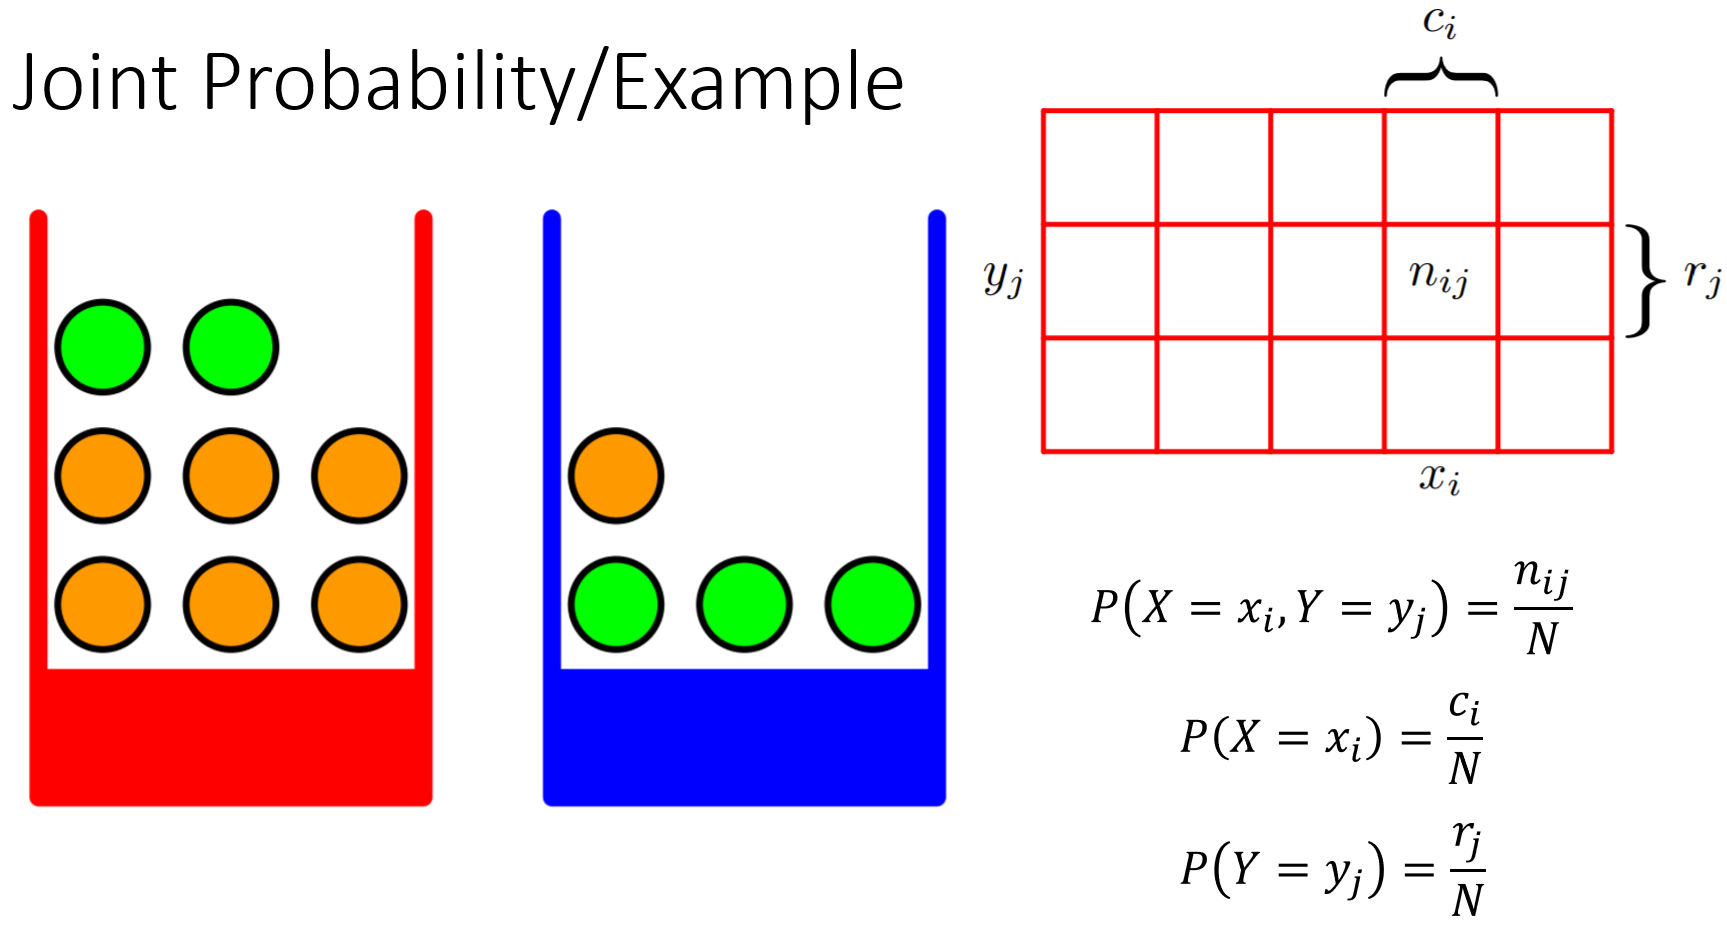 Joint Probability/Example
c_i
y_j
n_{ij}
r_j
x_i
P(X = x_i, Y = y_j) = \frac{n_{ij}}{N}
P(X = x_i) = \frac{c_i}{N}
P(Y = y_j) = \frac{r_j}{N}